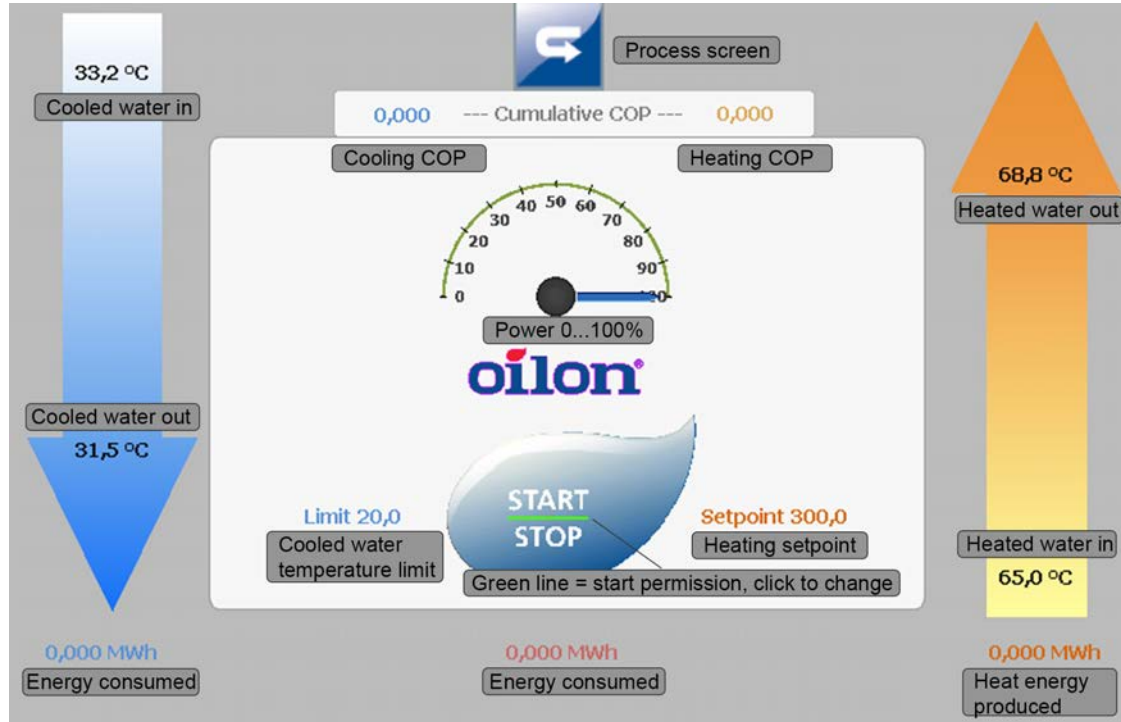 Process screen
33,2 °C
Cooled water in
0,000 --- Cumulative COP --- 0,000
Cooling COP
Heating COP
68,8 °C
Heated water out
0
10
20
30
40
50
60
70
80
90
Power 0...100%
oilon®
Cooled water out
31,5 °C
START
STOP
Limit 20,0
Cooled water
temperature limit
Setpoint 300,0
Heating setpoint
Green line = start permission, click to change
Heated water in
65,0 °C
0,000 MWh
Energy consumed
0,000 MWh
Energy consumed
0,000 MWh
Heat energy
produced